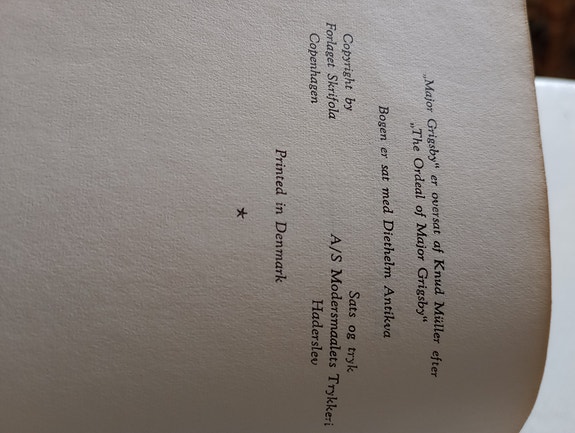 „Major Grigsby“ er oversat af Knud Müller efter
„The Ordeal of Major Grigsby“
Bogen er sat med Diethelm Antikva
Copyright by
Forlaget Skrifola
Copenhagen
Sats og tryk
A/S Modersmaalets Trykkeri
Haderslev
Printed in Denmark